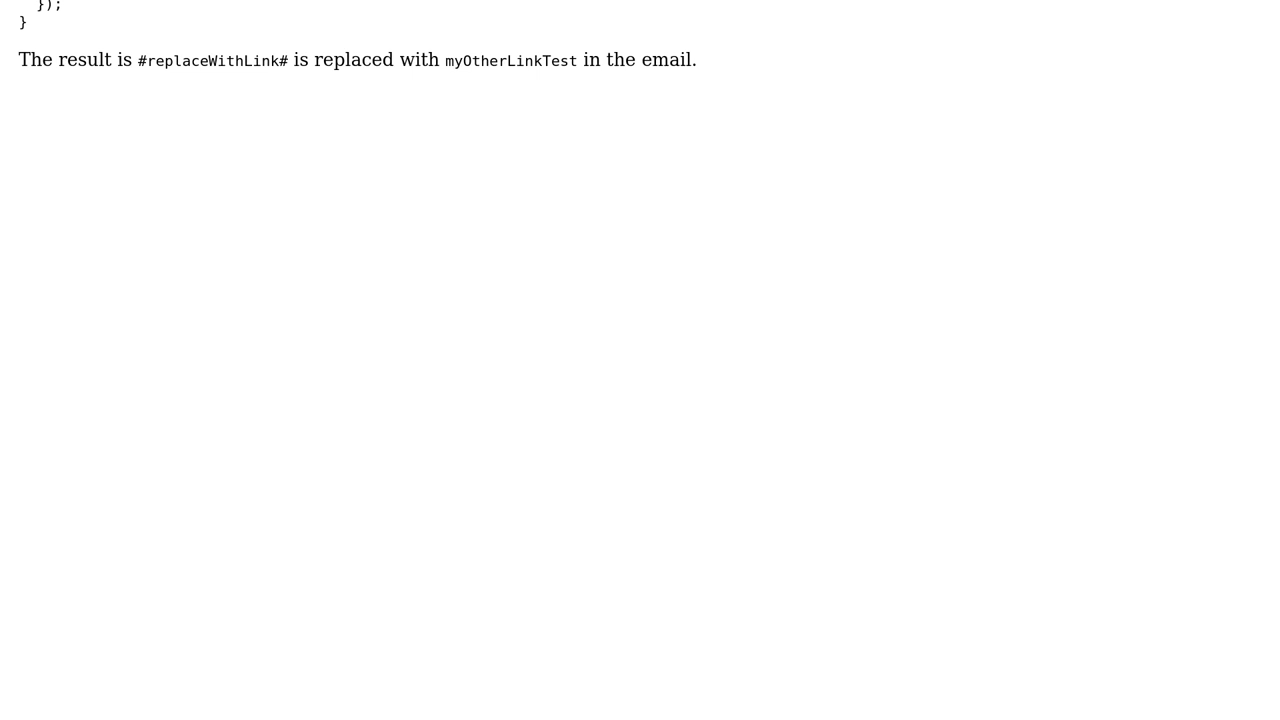 });
}
The result is #replaceWithLink# is replaced with myOtherLinkTest in the email.